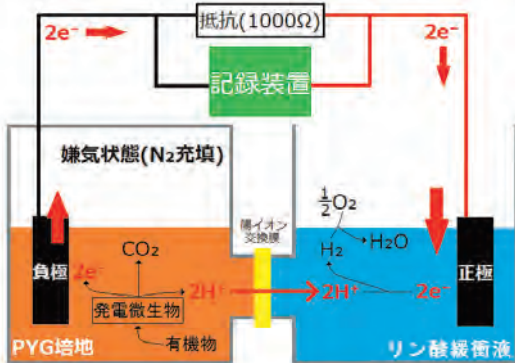 2e⁻
抵抗(1000Ω)
2e⁻
記録装置
嫌気状態(N₂充填)
陽イオン
交換膜
½O₂
H₂O
H₂
CO₂
負極
2e⁻
2H⁺
2H⁺
2e⁻
正極
発電微生物
有機物
PYG培地
リン酸緩衝液